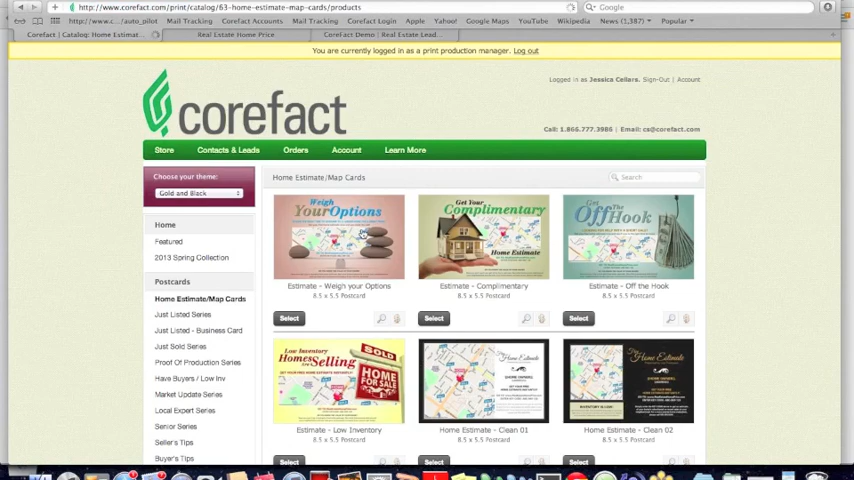 http://www.corefact.com/print/catalog/63-home-estimate-map-cards/products
Google
http://www.c.../auto_pilot
Mail Tracking
Corefact Accounts
Mail Tracking
Corefact Login
Apple
Yahoo!
Google Maps
YouTube
Wikipedia
News (1,387)
Popular
Corefact | Catalog: Home Estimat...
Real Estate Home Price
CoreFact Demo | Real Estate Lead...
You are currently logged in as a print production manager. Log out
corefact
Logged in as Jessica Cellars. Sign-Out | Account
Call: 1.866.777.3986 | Email: cs@corefact.com
Store
Contacts & Leads
Orders
Account
Learn More
Choose your theme:
Gold and Black
Home
Featured
2013 Spring Collection
Postcards
Home Estimate/Map Cards
Just Listed Series
Just Listed - Business Card
Just Sold Series
Proof Of Production Series
Have Buyers / Low Inv
Market Update Series
Local Expert Series
Senior Series
Seller's Tips
Buyer's Tips
Home Estimate/Map Cards
Search
Weigh
Your Options
Get Your
Complimentary
Home Estimate
Get
Off The
Hook
Estimate - Weigh your Options
8.5 x 5.5 Postcard
Estimate - Complimentary
8.5 x 5.5 Postcard
Estimate - Off the Hook
8.5 x 5.5 Postcard
Select
Select
Select
Low Inventory
Homes Are Selling
SOLD
HOME
FOR SALE
Home Estimate
Home Estimate
Estimate - Low Inventory
8.5 x 5.5 Postcard
Home Estimate - Clean 01
8.5 x 5.5 Postcard
Home Estimate - Clean 02
8.5 x 5.5 Postcard
Select
Select
Select